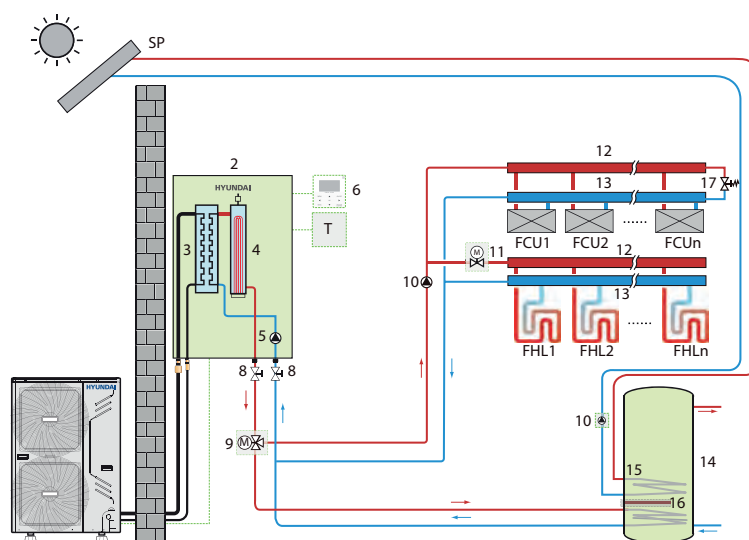 SP
2
HYUNDAI
6
T
3
4
5
8
8
M
9
10
12
13
17
FCU1
FCU2
......
FCUn
M
11
12
13
FHL1
FHL2
......
FHLn
10
15
14
16
HYUNDAI